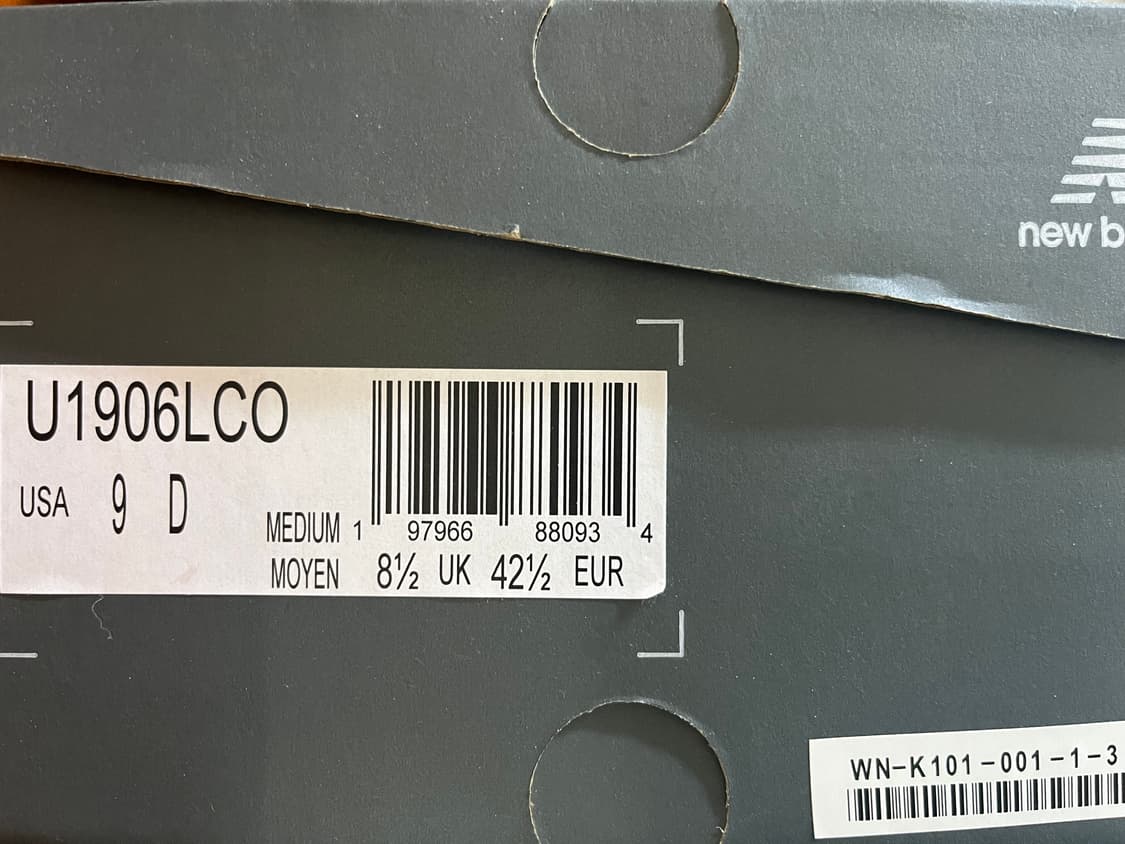 new b
U1906LCO
USA 9 D
MEDIUM 1 97966 88093 4
MOYEN 8½ UK 42½ EUR
WN-K101-001-1-3